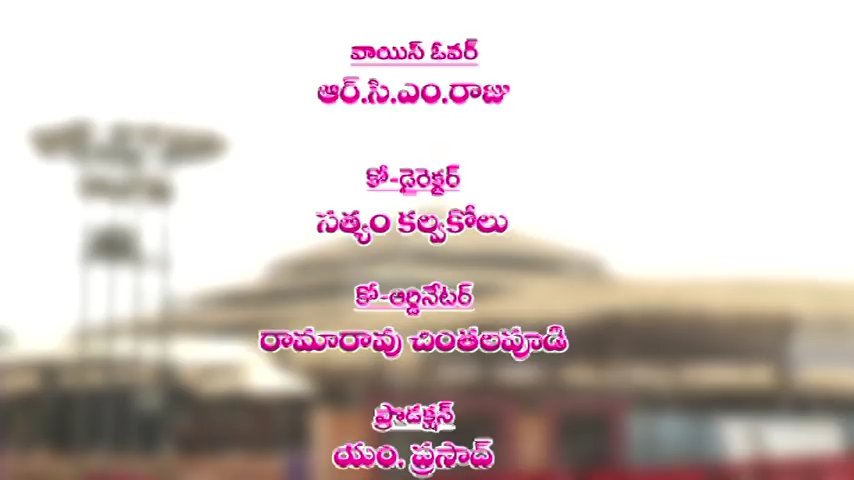 వాయిస్ ఓవర్
ఆర్.సి.ఎం.రాజు
కో-డైరెక్టర్
సత్యం కల్వకోలు
కో-ఆర్డినేటర్
రామారావు చింతలపూడి
ప్రొడక్షన్
యం. ప్రసాద్